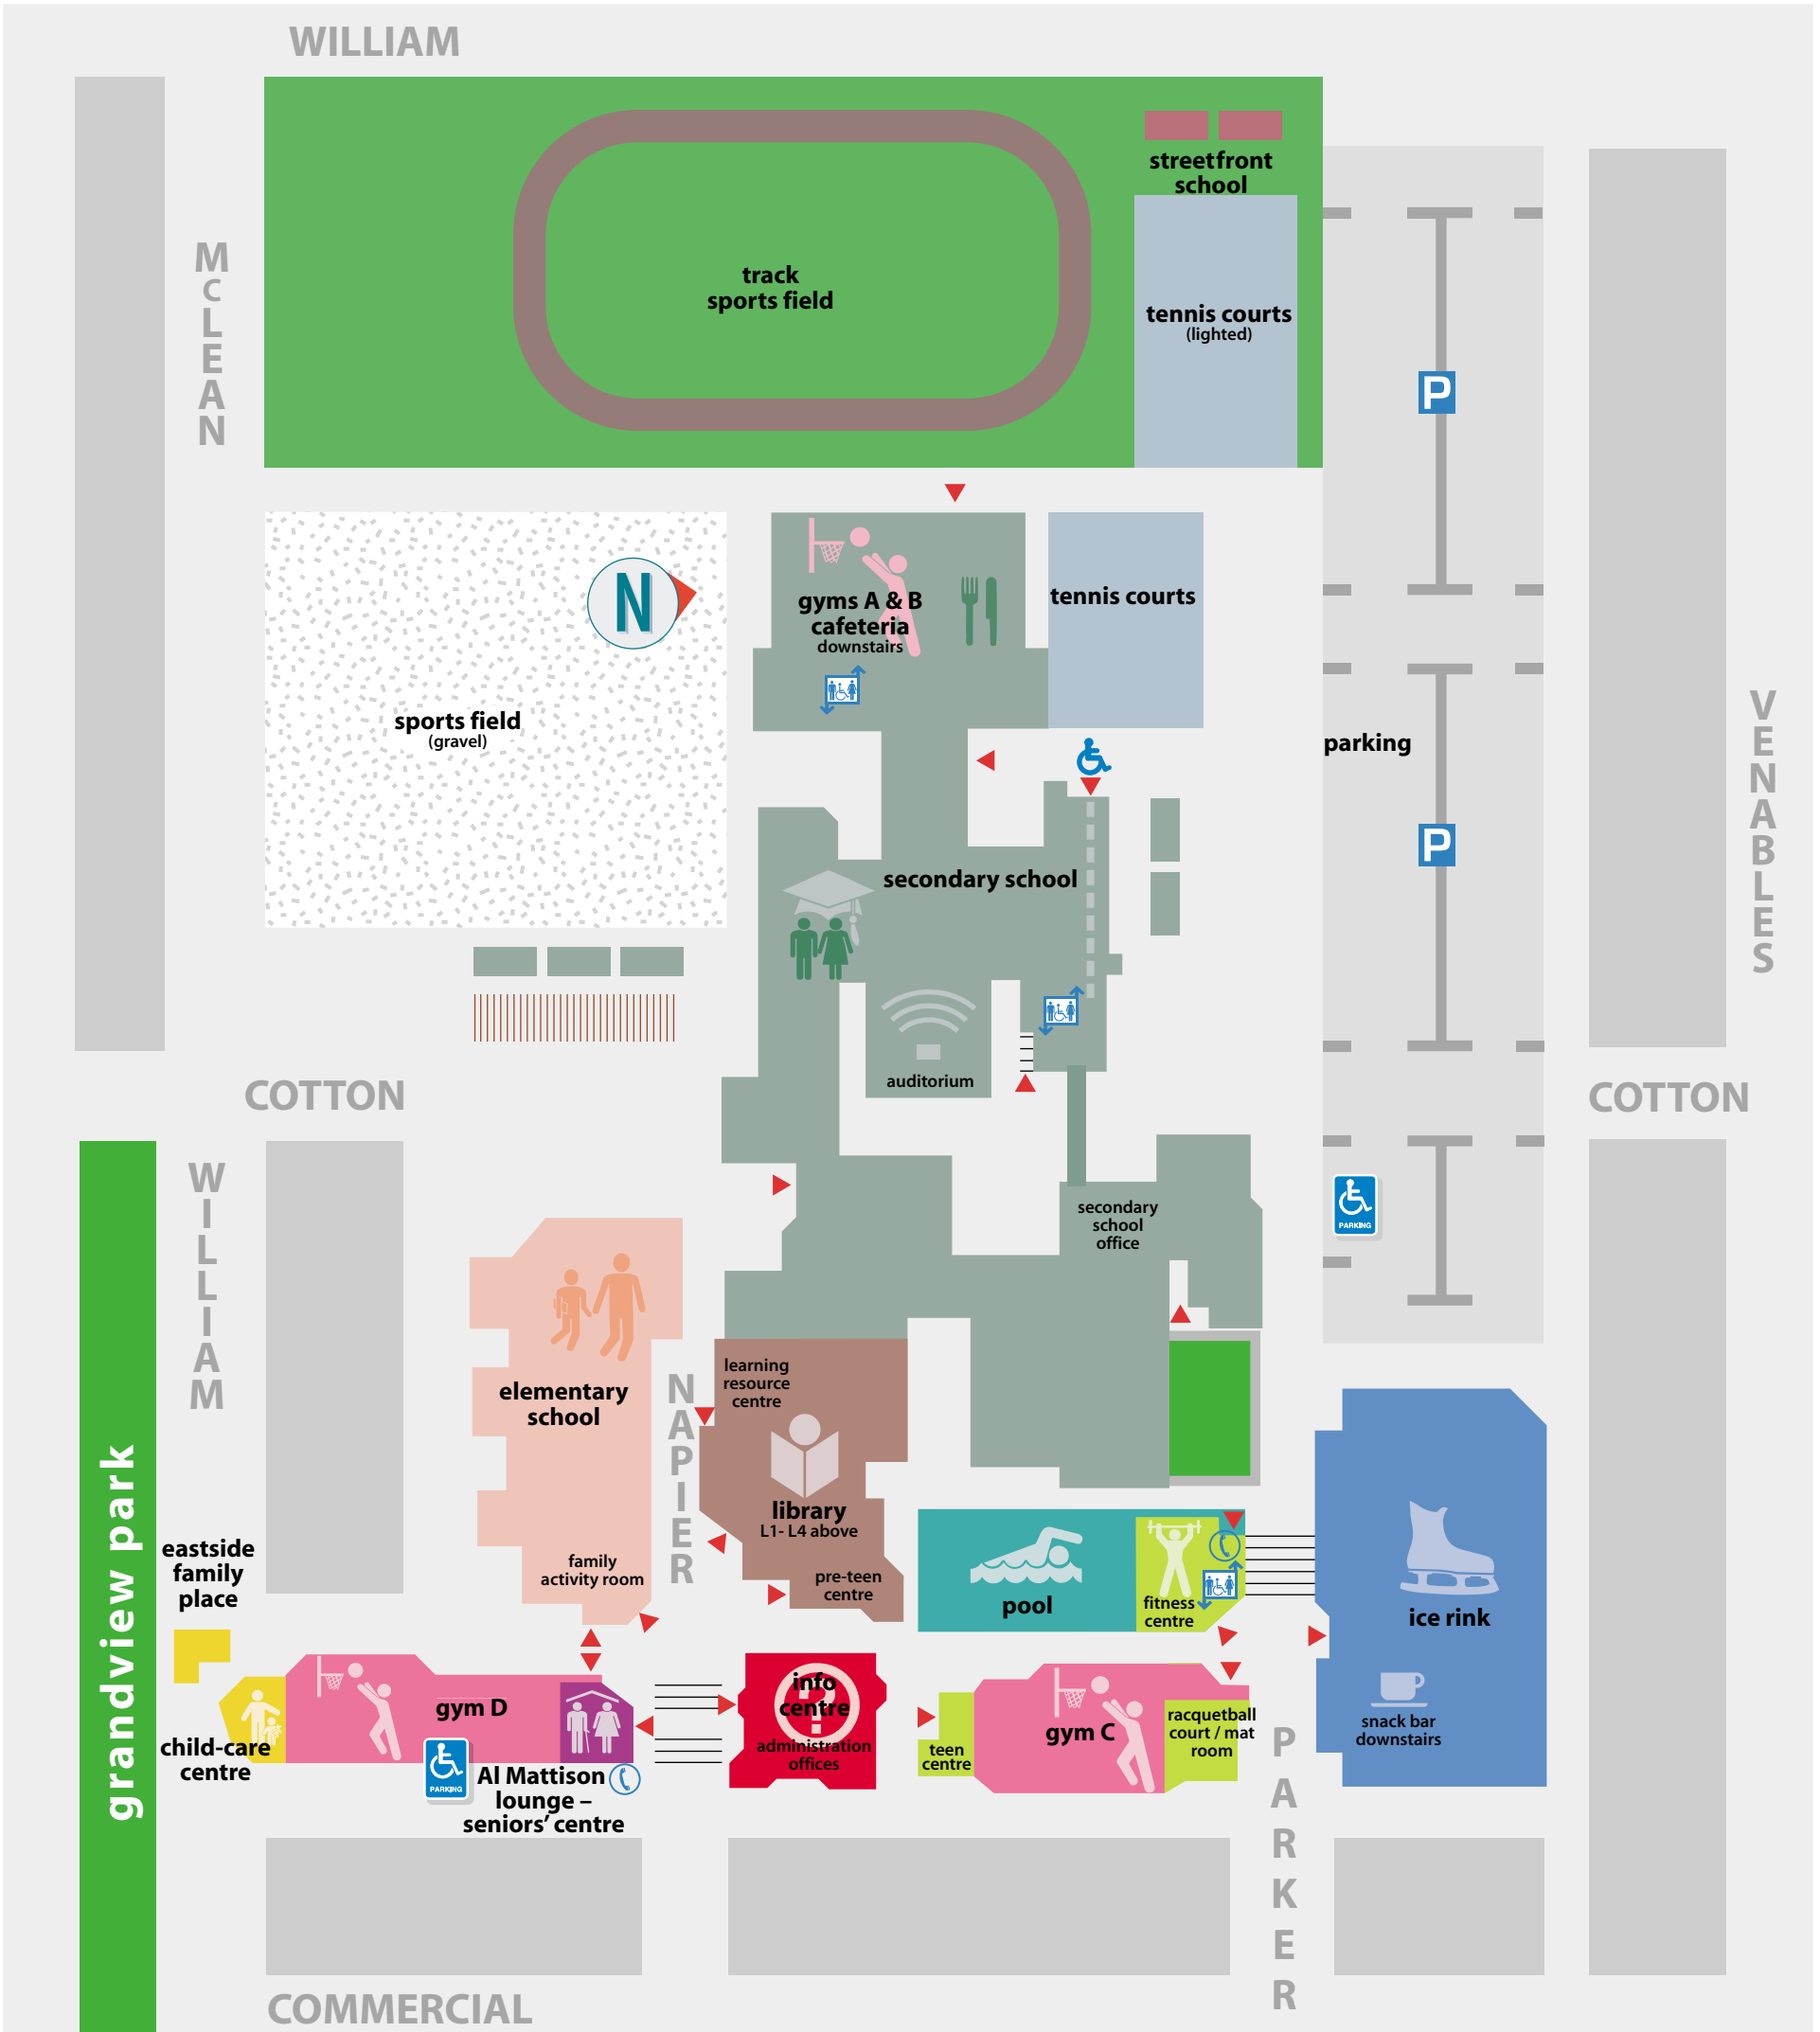 WILLIAM
streetfront
school
McLEAN
track
sports field
tennis courts
(lighted)
P
N
gyms A & B
cafeteria
downstairs
tennis courts
sports field
(gravel)
parking
VENABLES
P
secondary school
auditorium
COTTON
COTTON
WILLIAM
PARKING
secondary
school
office
learning
resource
centre
elementary
school
NAPIER
grandview park
library
L1- L4 above
eastside
family
place
family
activity room
pre-teen
centre
pool
fitness
centre
ice rink
info
centre
?
administration
offices
gym D
child-care
centre
PARKING
Al Mattison
lounge –
seniors’ centre
teen
centre
gym C
racquetball
court / mat
room
snack bar
downstairs
PARKER
COMMERCIAL